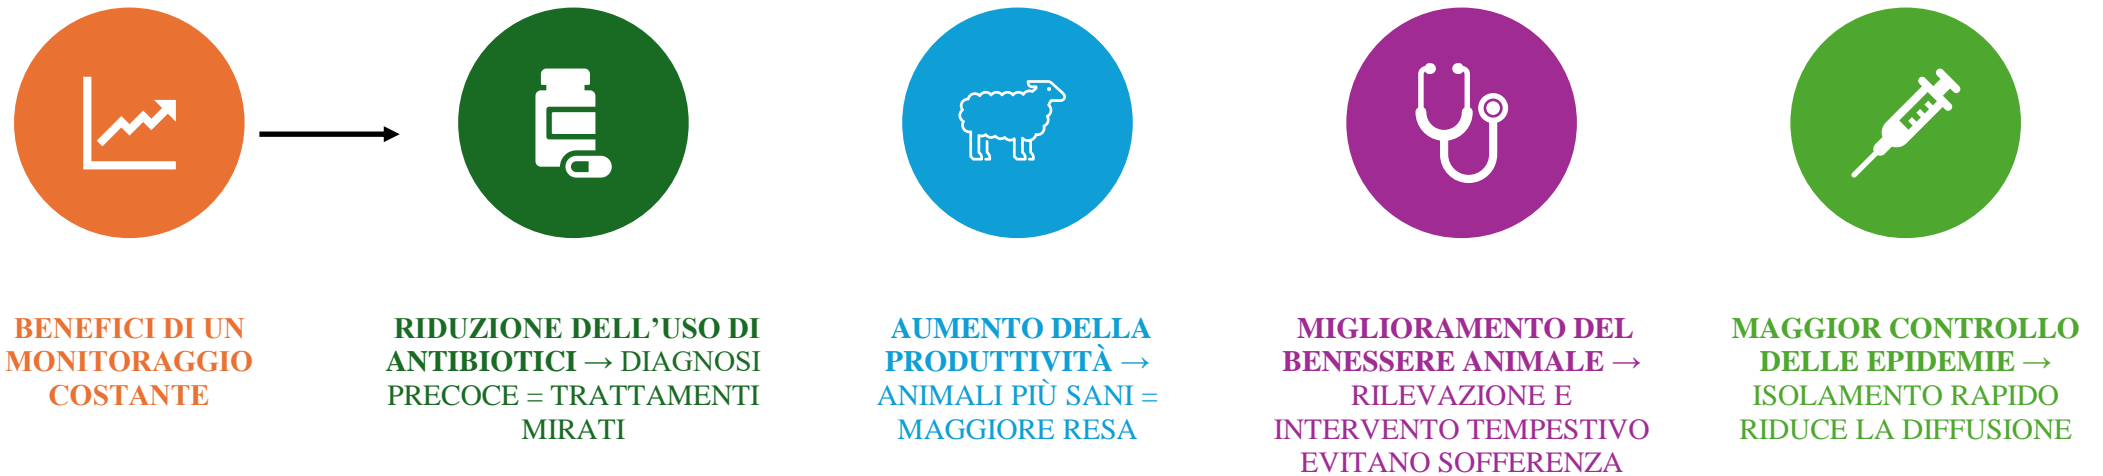 BENEFICI DI UN
MONITORAGGIO
COSTANTE
RIDUZIONE DELL’USO DI
ANTIBIOTICI → DIAGNOSI
PRECOCE = TRATTAMENTI
MIRATI
AUMENTO DELLA
PRODUTTIVITÀ →
ANIMALI PIÙ SANI =
MAGGIORE RESA
MIGLIORAMENTO DEL
BENESSERE ANIMALE →
RILEVAZIONE E
INTERVENTO TEMPESTIVO
EVITANO SOFFERENZA
MAGGIOR CONTROLLO
DELLE EPIDEMIE →
ISOLAMENTO RAPIDO
RIDUCE LA DIFFUSIONE